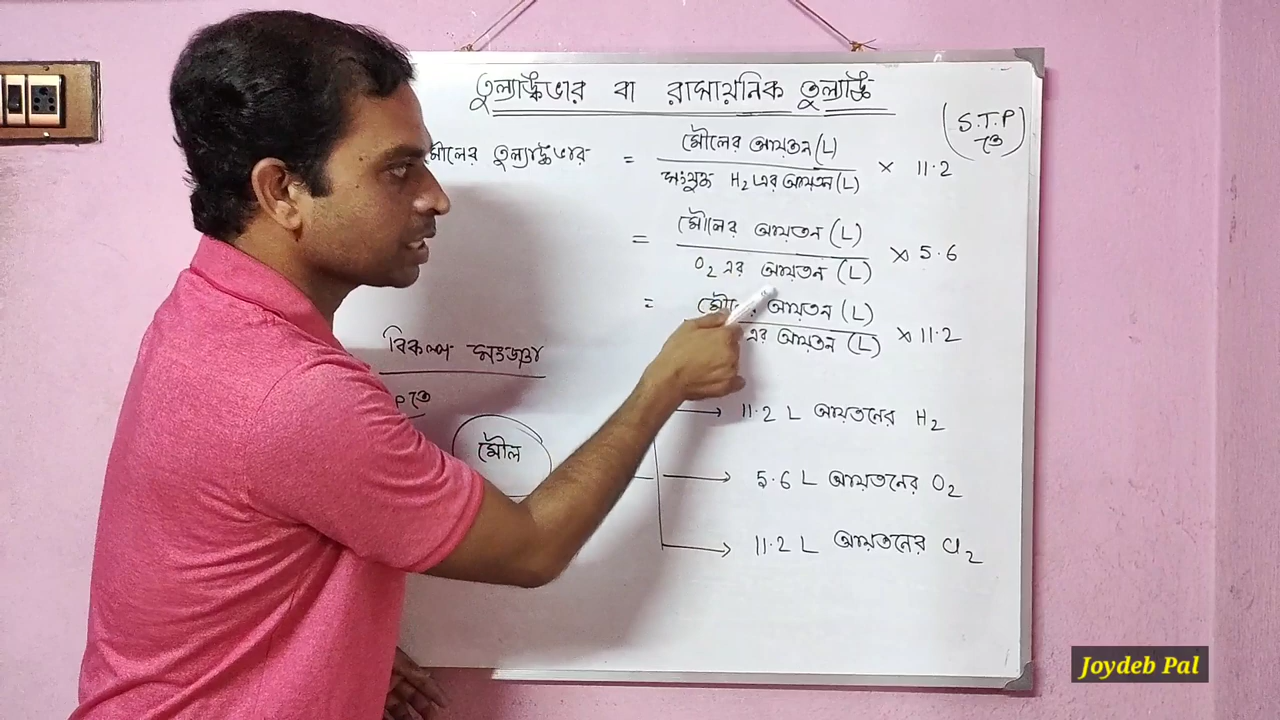 তুল্যাঙ্কভার বা রাসায়নিক তুল্যাঙ্ক
(S.T.P তে)
মৌলের তুল্যাঙ্কভার = মৌলের আয়তন (L) / সংযুক্ত H2 এর আয়তন (L) × 11.2
= মৌলের আয়তন (L) / O2 এর আয়তন (L) × 5.6
= মৌলের আয়তন (L) / এর আয়তন (L) × 11.2
বিকল্প সংজ্ঞা
P তে
মৌল
→ 11.2 L আয়তনের H2
→ 5.6 L আয়তনের O2
→ 11.2 L আয়তনের Cl2
Joydeb Pal